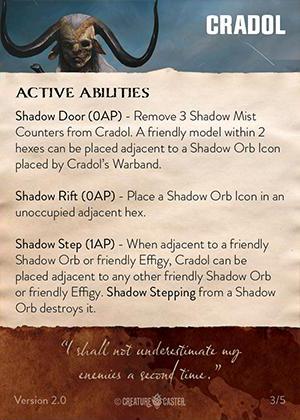 CRADOL
ACTIVE ABILITIES
Shadow Door (0AP) - Remove 3 Shadow Mist
Counters from Cradol. A friendly model within 2
hexes can be placed adjacent to a Shadow Orb Icon
placed by Cradol's Warband.
Shadow Rift (0AP) - Place a Shadow Orb Icon in an
unoccupied adjacent hex.
Shadow Step (1AP) - When adjacent to a friendly
Shadow Orb or friendly Effigy, Cradol can be
placed adjacent to any other friendly Shadow Orb
or friendly Effigy. Shadow Stepping from a Shadow
Orb destroys it.
"I shall not underestimate my
enemies a second time."
Version 2.0
© CREATURE CASTER
3/5